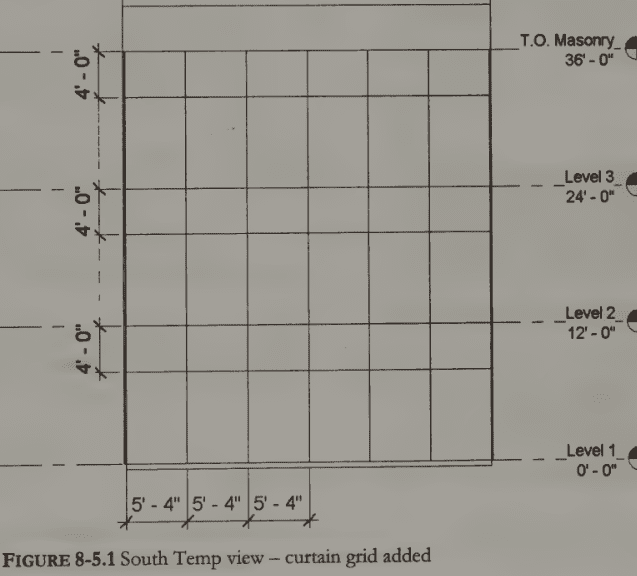 T.O. Masonry
36' - 0"
4' - 0"
Level 3
24' - 0"
4' - 0"
Level 2
12' - 0"
4' - 0"
Level 1
0' - 0"
5' - 4" 5' - 4" 5' - 4"
FIGURE 8-5.1 South Temp view – curtain grid added